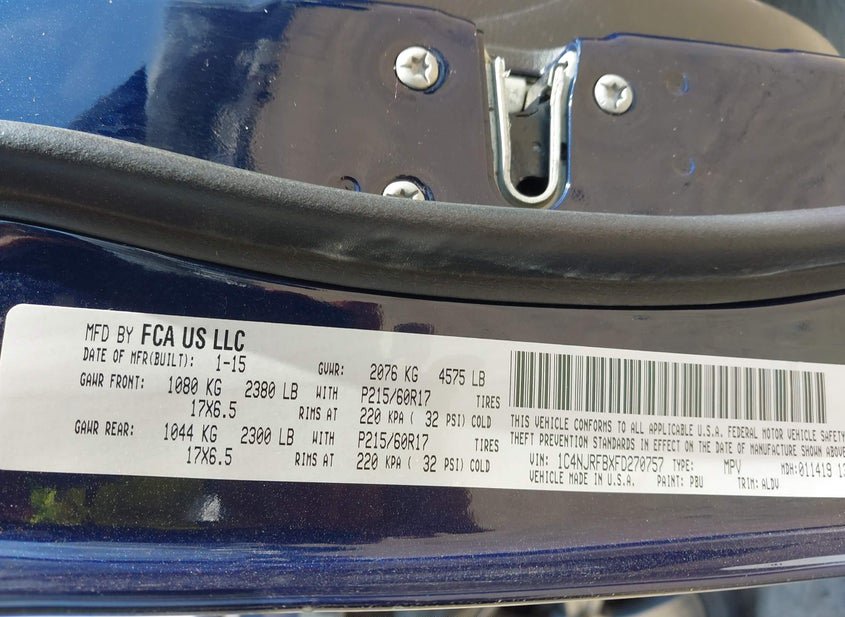 MFD BY FCA US LLC
DATE OF MFR(BUILT): 1-15 GVWR: 2076 KG 4575 LB
GAWR FRONT: 1080 KG 2380 LB WITH P215/60R17 TIRES
17X6.5 RIMS AT 220 KPA ( 32 PSI) COLD
GAWR REAR: 1044 KG 2300 LB WITH P215/60R17 TIRES
17X6.5 RIMS AT 220 KPA ( 32 PSI) COLD
THIS VEHICLE CONFORMS TO ALL APPLICABLE U.S.A. FEDERAL MOTOR VEHICLE SAFETY
THEFT PREVENTION STANDARDS IN EFFECT ON THE DATE OF MANUFACTURE SHOWN ABOVE
VIN: 1C4NJRFBXFD270757 TYPE: MPV MDH: 011419 13
VEHICLE MADE IN U.S.A. PAINT: PBU TRIM: ALDV